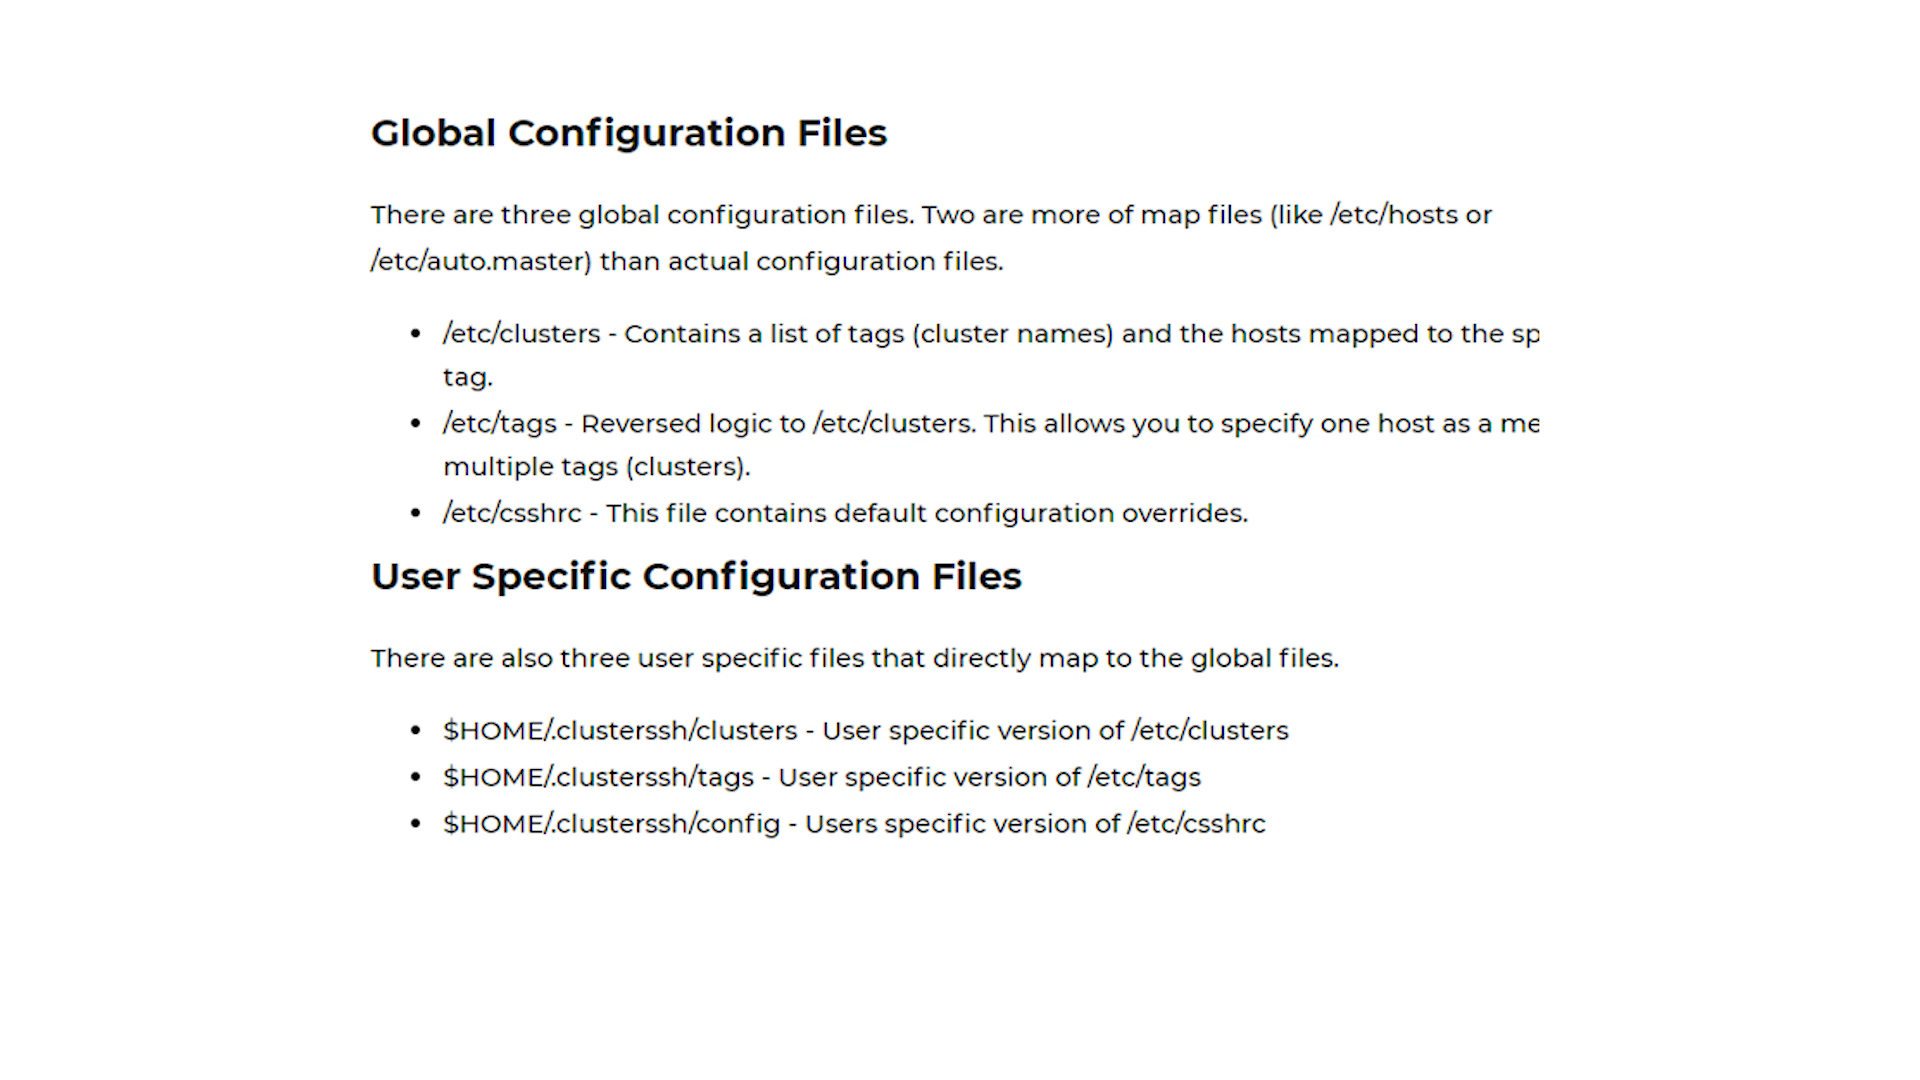 Global Configuration Files
There are three global configuration files. Two are more of map files (like /etc/hosts or
/etc/auto.master) than actual configuration files.
• /etc/clusters - Contains a list of tags (cluster names) and the hosts mapped to the sp
tag.
• /etc/tags - Reversed logic to /etc/clusters. This allows you to specify one host as a me
multiple tags (clusters).
• /etc/csshrc - This file contains default configuration overrides.
User Specific Configuration Files
There are also three user specific files that directly map to the global files.
• $HOME/.clusterssh/clusters - User specific version of /etc/clusters
• $HOME/.clusterssh/tags - User specific version of /etc/tags
• $HOME/.clusterssh/config - Users specific version of /etc/csshrc